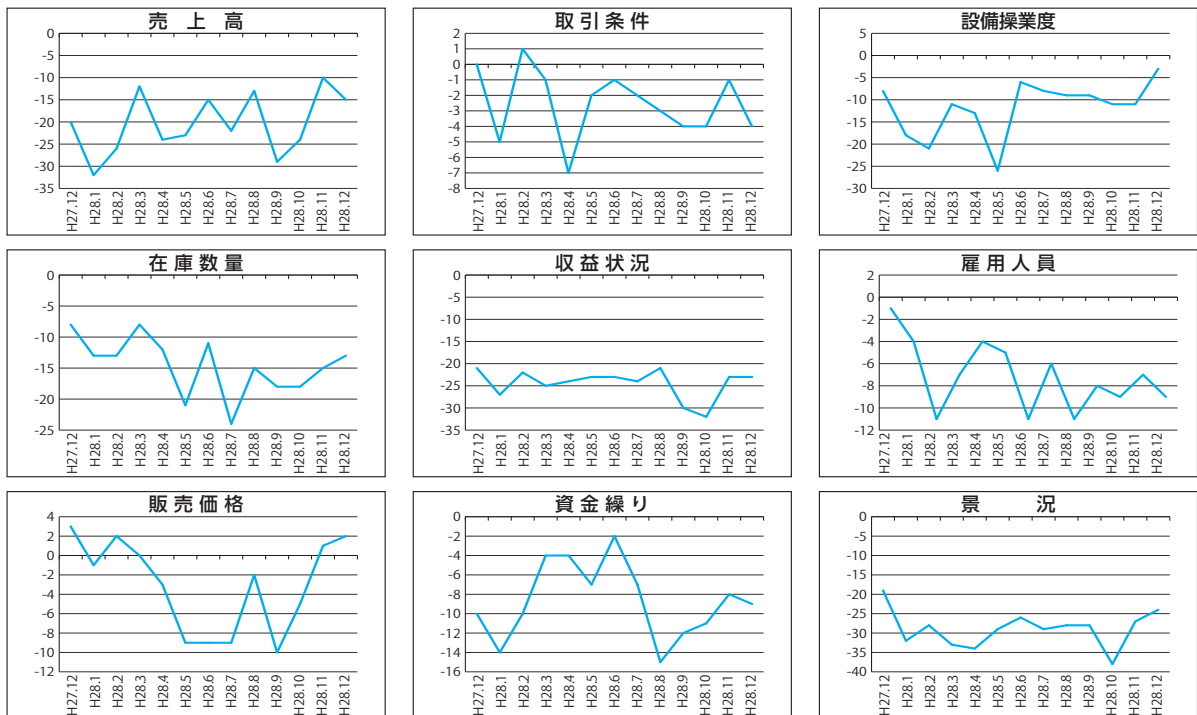 売上高
0
-5
-10
-15
-20
-25
-30
-35
H27.12
H28.1
H28.2
H28.3
H28.4
H28.5
H28.6
H28.7
H28.8
H28.9
H28.10
H28.11
H28.12
取引条件
2
1
0
-1
-2
-3
-4
-5
-6
-7
-8
H27.12
H28.1
H28.2
H28.3
H28.4
H28.5
H28.6
H28.7
H28.8
H28.9
H28.10
H28.11
H28.12
設備操業度
5
0
-5
-10
-15
-20
-25
-30
H27.12
H28.1
H28.2
H28.3
H28.4
H28.5
H28.6
H28.7
H28.8
H28.9
H28.10
H28.11
H28.12
在庫数量
0
-5
-10
-15
-20
-25
H27.12
H28.1
H28.2
H28.3
H28.4
H28.5
H28.6
H28.7
H28.8
H28.9
H28.10
H28.11
H28.12
収益状況
0
-5
-10
-15
-20
-25
-30
-35
H27.12
H28.1
H28.2
H28.3
H28.4
H28.5
H28.6
H28.7
H28.8
H28.9
H28.10
H28.11
H28.12
雇用人員
2
0
-2
-4
-6
-8
-10
-12
H27.12
H28.1
H28.2
H28.3
H28.4
H28.5
H28.6
H28.7
H28.8
H28.9
H28.10
H28.11
H28.12
販売価格
4
2
0
-2
-4
-6
-8
-10
-12
H27.12
H28.1
H28.2
H28.3
H28.4
H28.5
H28.6
H28.7
H28.8
H28.9
H28.10
H28.11
H28.12
資金繰り
0
-2
-4
-6
-8
-10
-12
-14
-16
H27.12
H28.1
H28.2
H28.3
H28.4
H28.5
H28.6
H28.7
H28.8
H28.9
H28.10
H28.11
H28.12
景　況
0
-5
-10
-15
-20
-25
-30
-35
-40
H27.12
H28.1
H28.2
H28.3
H28.4
H28.5
H28.6
H28.7
H28.8
H28.9
H28.10
H28.11
H28.12